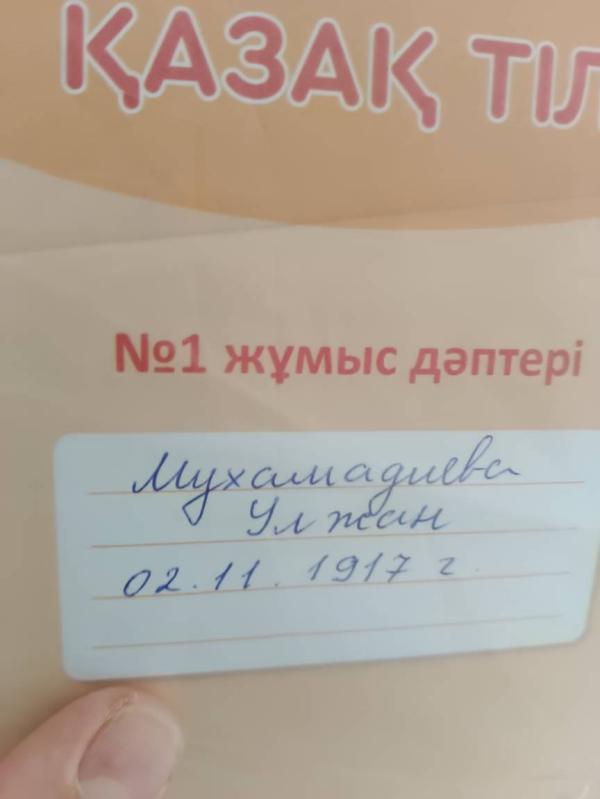 ҚАЗАҚ ТІЛ
№1 жұмыс дәптері
Мухамадиева
Улжан
02.11.1917 г.